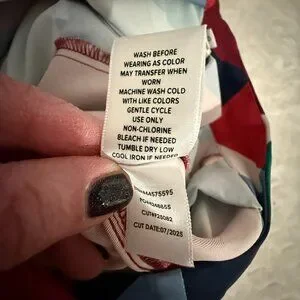 WASH BEFORE
WEARING AS COLOR
MAY TRANSFER WHEN
WORN
MACHINE WASH COLD
WITH LIKE COLORS
GENTLE CYCLE
USE ONLY
NON-CHLORINE
BLEACH IF NEEDED
TUMBLE DRY LOW
COOL IRON IF NEEDED
CUT DATE:07/2025